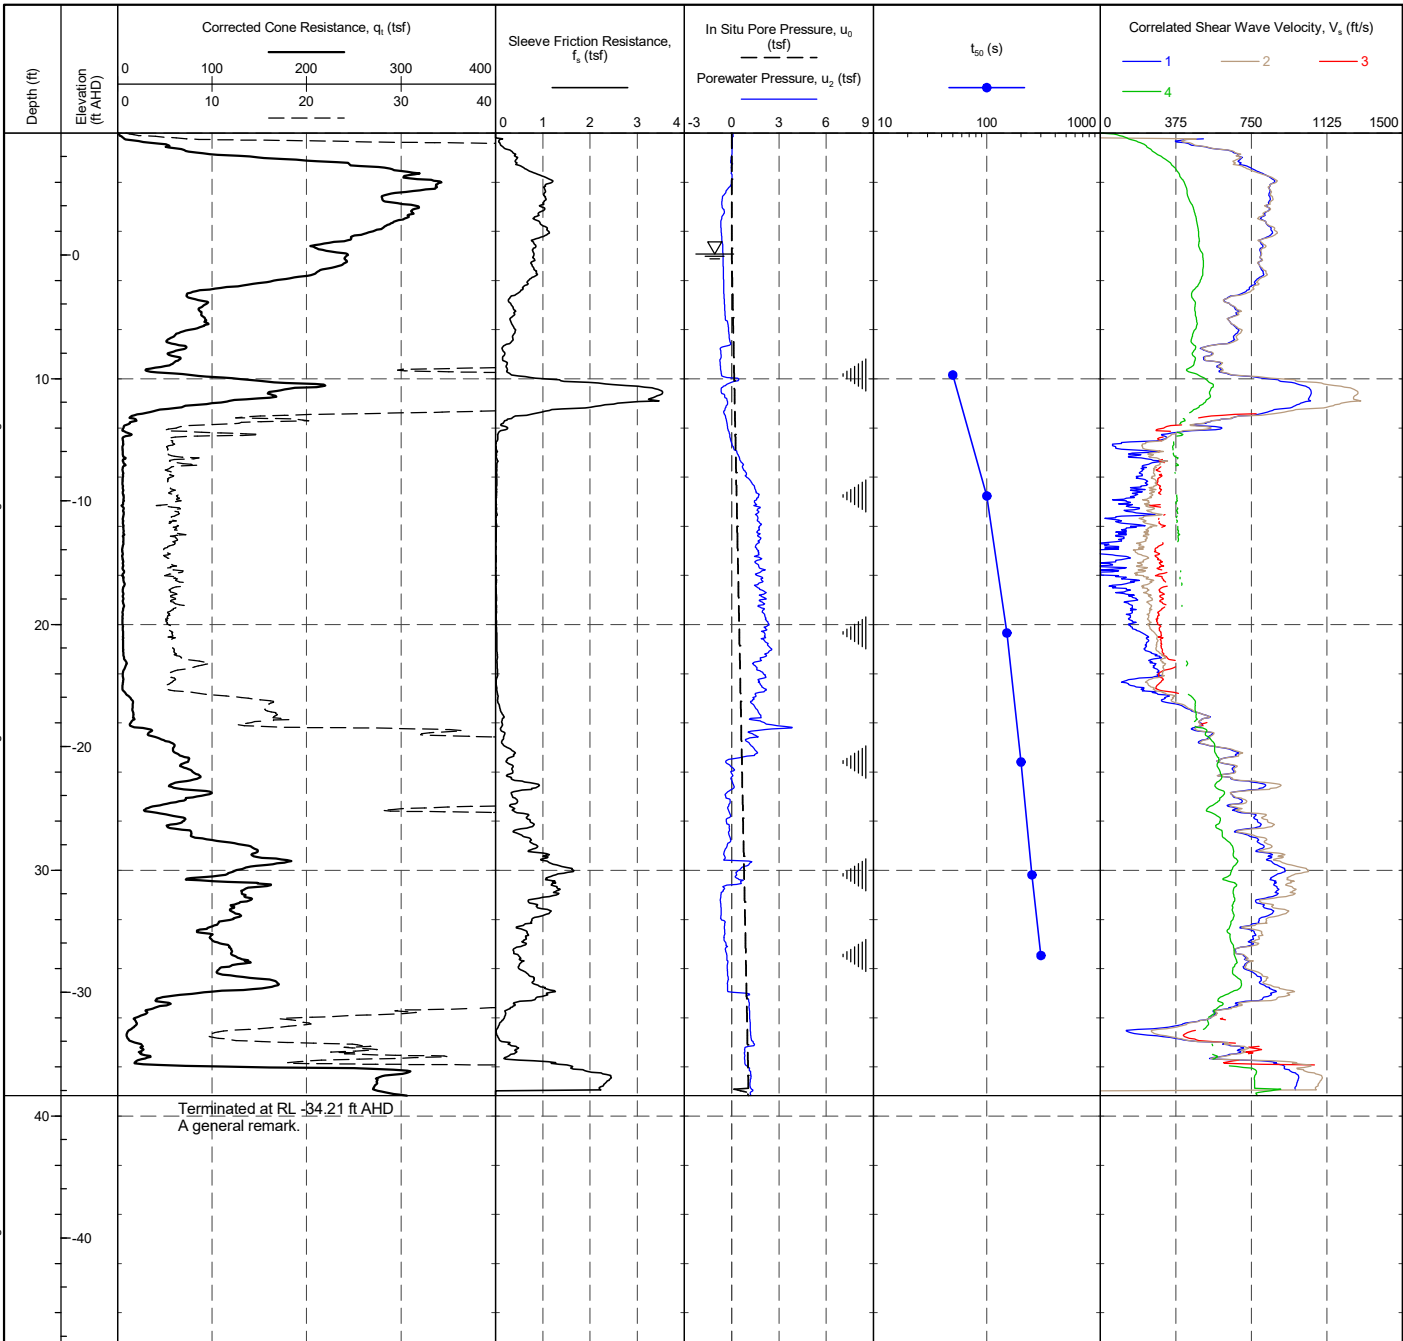 Depth (ft)
Elevation
(ft AHD)
Corrected Cone Resistance, qt (tsf)
0 100 200 300 400
0 10 20 30 40
Sleeve Friction Resistance,
fs (tsf)
0 1 2 3 4
In Situ Pore Pressure, u0
(tsf)
Porewater Pressure, u2 (tsf)
-3 0 3 6 9
t50 (s)
10 100 1000
Correlated Shear Wave Velocity, Vs (ft/s)
1 2 3
4
0 375 750 1125 1500
0
10
-10
20
-20
30
-30
40
-40
Terminated at RL -34.21 ft AHD
A general remark.